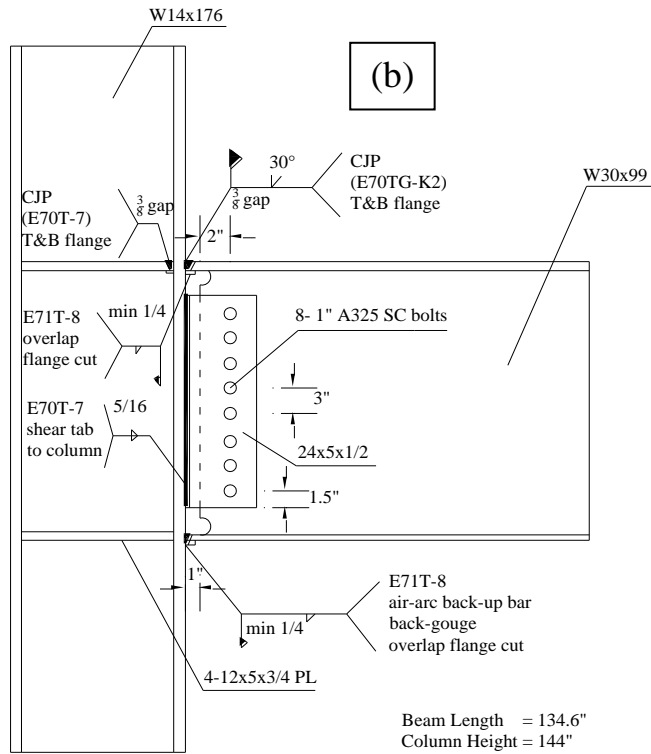 W14x176
(b)
30°
CJP
(E70TG-K2)
T&B flange
3/8 gap
W30x99
CJP
(E70T-7)
T&B flange
3/8 gap
2"
E71T-8
overlap
flange cut
min 1/4
8- 1" A325 SC bolts
3"
E70T-7
shear tab
to column
5/16
24x5x1/2
1.5"
1"
E71T-8
air-arc back-up bar
back-gouge
overlap flange cut
min 1/4
4-12x5x3/4 PL
Beam Length = 134.6"
Column Height = 144"